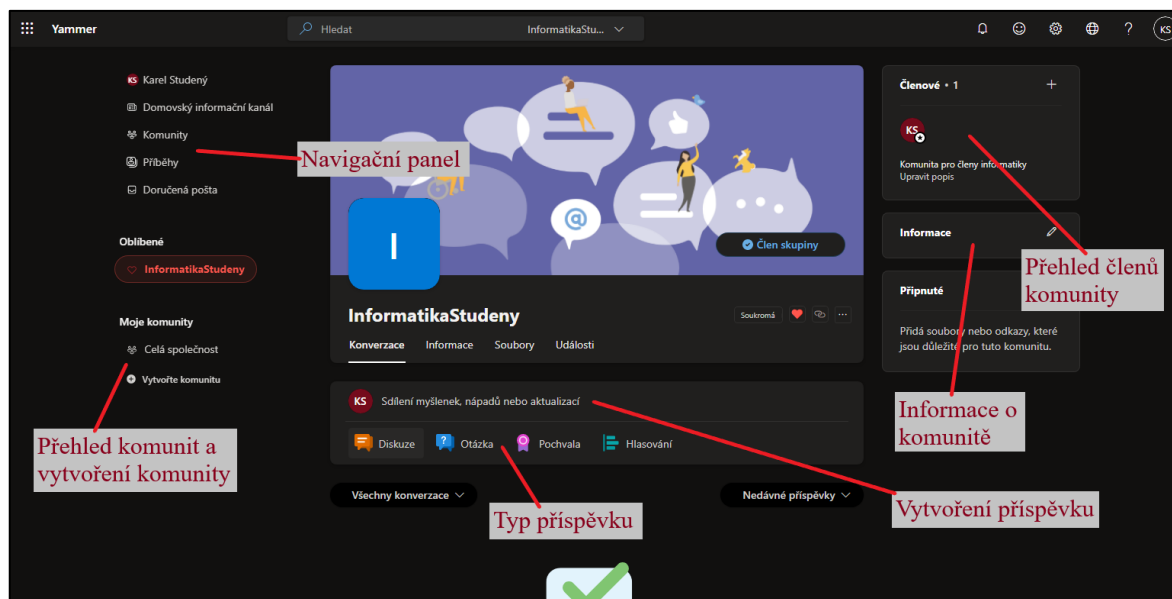 Yammer
Hledat
InformatikaStu...
?
KS
KS Karel Studený
Domovský informační kanál
Komunity
Příběhy
Doručená pošta
Navigační panel
Oblíbené
InformatikaStudeny
Moje komunity
Celá společnost
Vytvořte komunitu
Přehled komunit a
vytvoření komunity
I
@
Člen skupiny
InformatikaStudeny
Soukromá
Konverzace Informace Soubory Události
KS Sdílení myšlenek, nápadů nebo aktualizací
Diskuze ? Otázka Pochvala Hlasování
Všechny konverzace
Nedávné příspěvky
Typ příspěvku
Vytvoření příspěvku
Členové • 1
KS
Komunita pro členy informatiky
Upravit popis
Informace
Přehled členů
komunity
Připnuté
Přidá soubory nebo odkazy, které
jsou důležité pro tuto komunitu.
Informace o
komunitě